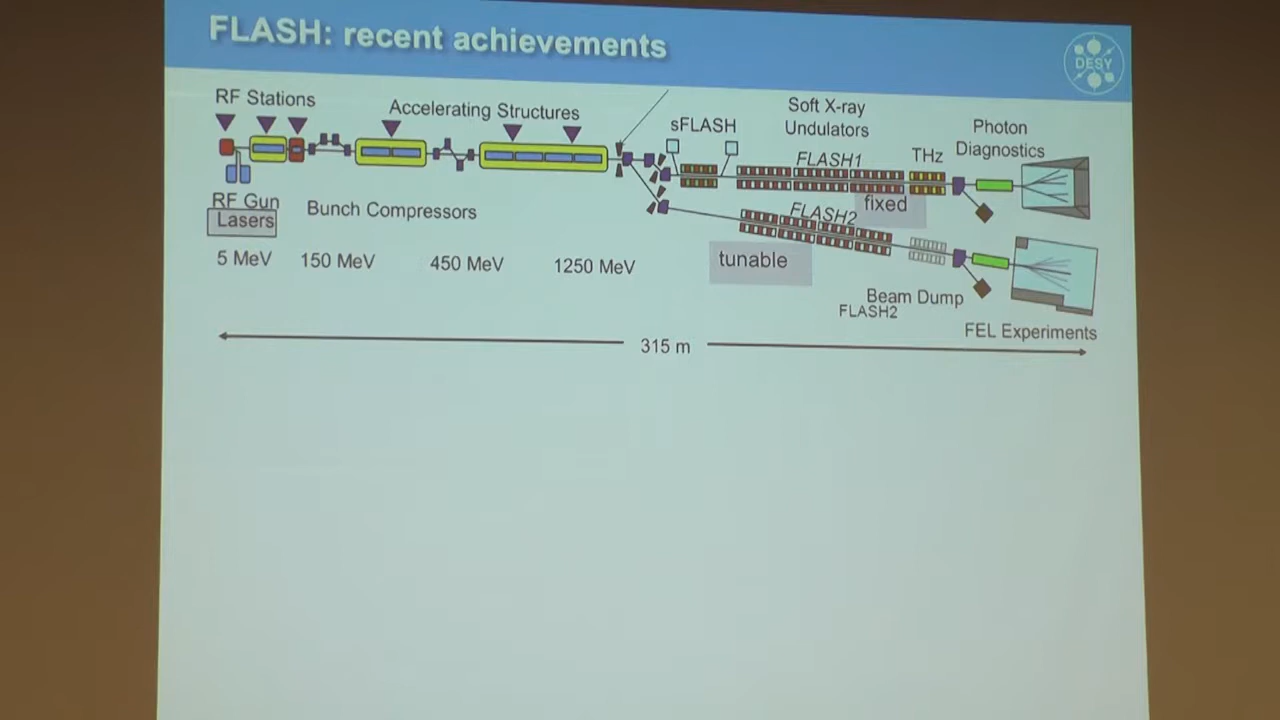 FLASH: recent achievements
DESY
RF Stations
Accelerating Structures
sFLASH
Soft X-ray
Undulators
FLASH1
THz
Photon
Diagnostics
fixed
RF Gun
Lasers
Bunch Compressors
FLASH2
5 MeV
150 MeV
450 MeV
1250 MeV
tunable
Beam Dump
FLASH2
FEL Experiments
315 m